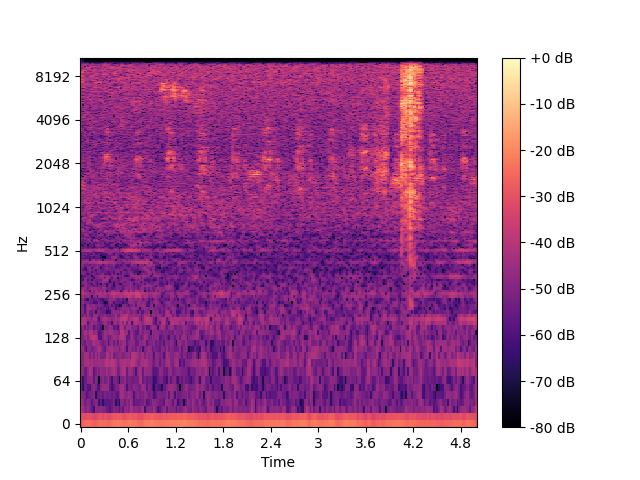 8192
4096
2048
1024
512
256
128
64
0
Hz
0 0.6 1.2 1.8 2.4 3 3.6 4.2 4.8
Time
+0 dB
-10 dB
-20 dB
-30 dB
-40 dB
-50 dB
-60 dB
-70 dB
-80 dB